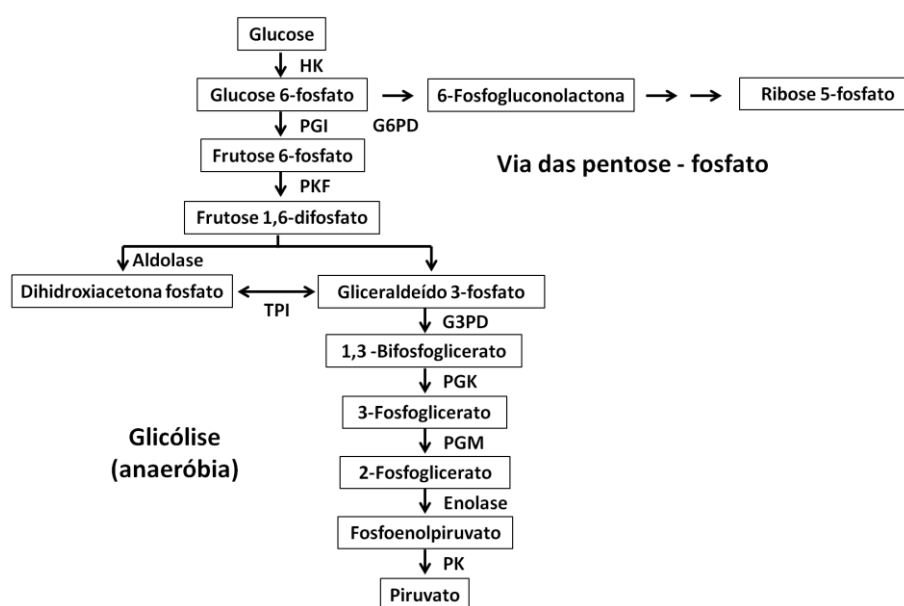 Glucose
HK
Glucose 6-fosfato
6-Fosfogluconolactona
Ribose 5-fosfato
PGI
G6PD
Frutose 6-fosfato
Via das pentose - fosfato
PKF
Frutose 1,6-difosfato
Aldolase
Dihidroxiacetona fosfato
Gliceraldeído 3-fosfato
TPI
G3PD
1,3 -Bifosfoglicerato
PGK
3-Fosfoglicerato
Glicólise
(anaeróbia)
PGM
2-Fosfoglicerato
Enolase
Fosfoenolpiruvato
PK
Piruvato